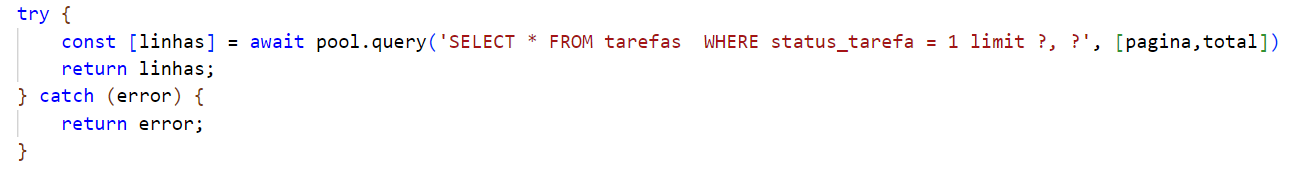 try {
    const [linhas] = await pool.query('SELECT * FROM tarefas  WHERE status_tarefa = 1 limit ?, ?', [pagina,total])
    return linhas;
} catch (error) {
    return error;
}